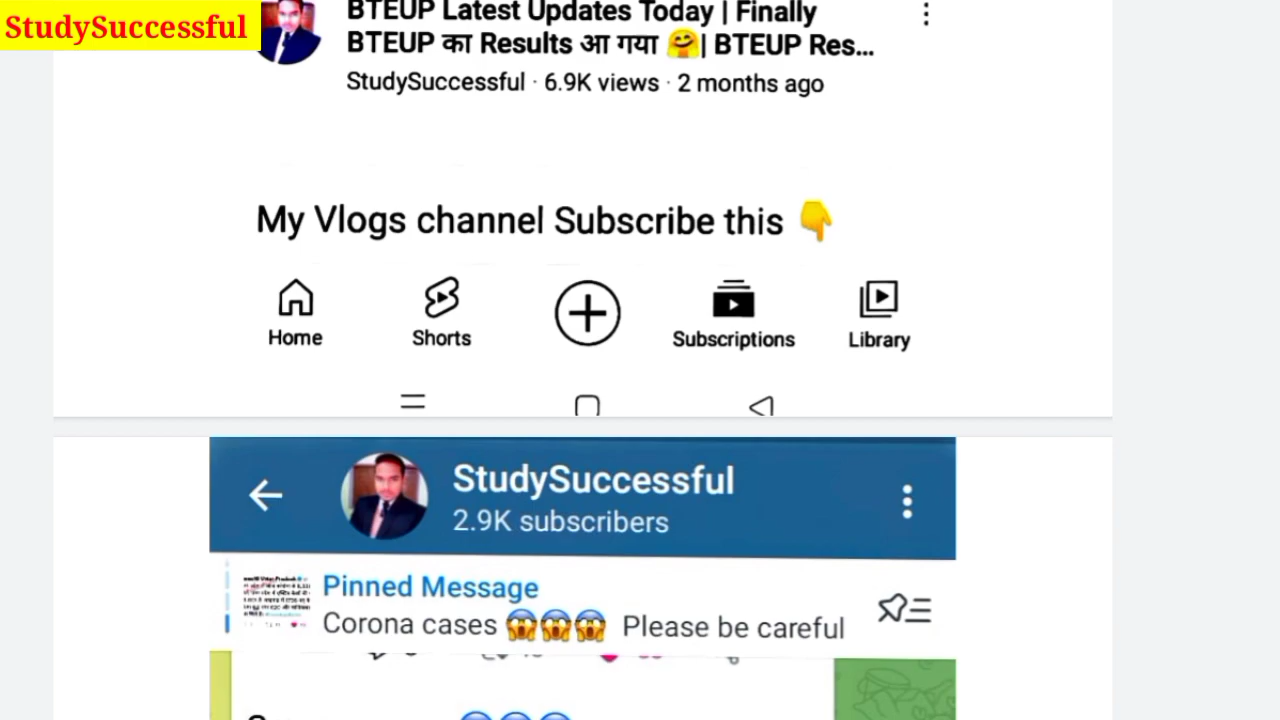 StudySuccessful
BTEUP Latest Updates Today | Finally
BTEUP का Results आ गया 🤗| BTEUP Res...
StudySuccessful · 6.9K views · 2 months ago
My Vlogs channel Subscribe this 👇
Home Shorts Subscriptions Library
StudySuccessful
2.9K subscribers
Pinned Message
Corona cases 😱😱😱 Please be careful